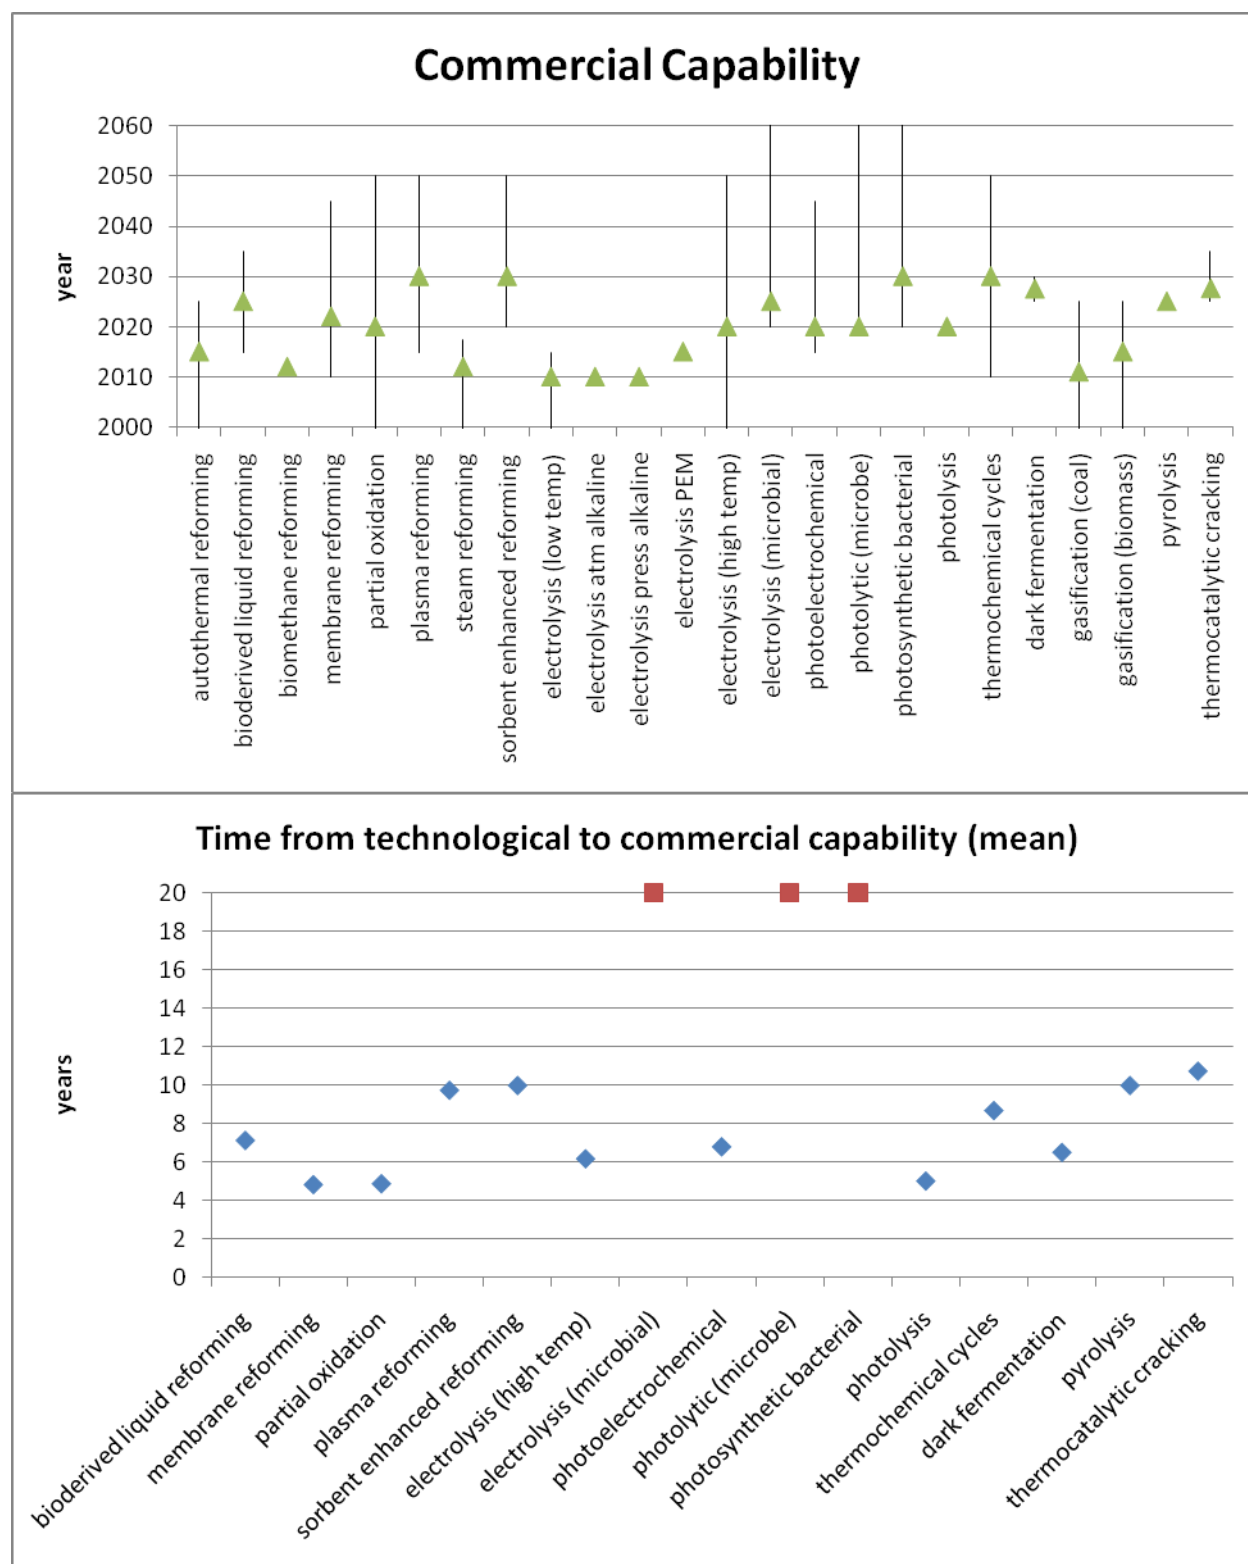 Commercial Capability
year
2060
2050
2040
2030
2020
2010
2000
autothermal reforming
bioderived liquid reforming
biomethane reforming
membrane reforming
partial oxidation
plasma reforming
steam reforming
sorbent enhanced reforming
electrolysis (low temp)
electrolysis atm alkaline
electrolysis press alkaline
electrolysis PEM
electrolysis (high temp)
electrolysis (microbial)
photoelectrochemical
photolytic (microbe)
photosynthetic bacterial
photolysis
thermochemical cycles
dark fermentation
gasification (coal)
gasification (biomass)
pyrolysis
thermocatalytic cracking
Time from technological to commercial capability (mean)
years
20
18
16
14
12
10
8
6
4
2
0
bioderived liquid reforming
membrane reforming
partial oxidation
plasma reforming
sorbent enhanced reforming
electrolysis (high temp)
electrolysis (microbial)
photoelectrochemical
photolytic (microbe)
photosynthetic bacterial
photolysis
thermochemical cycles
dark fermentation
pyrolysis
thermocatalytic cracking